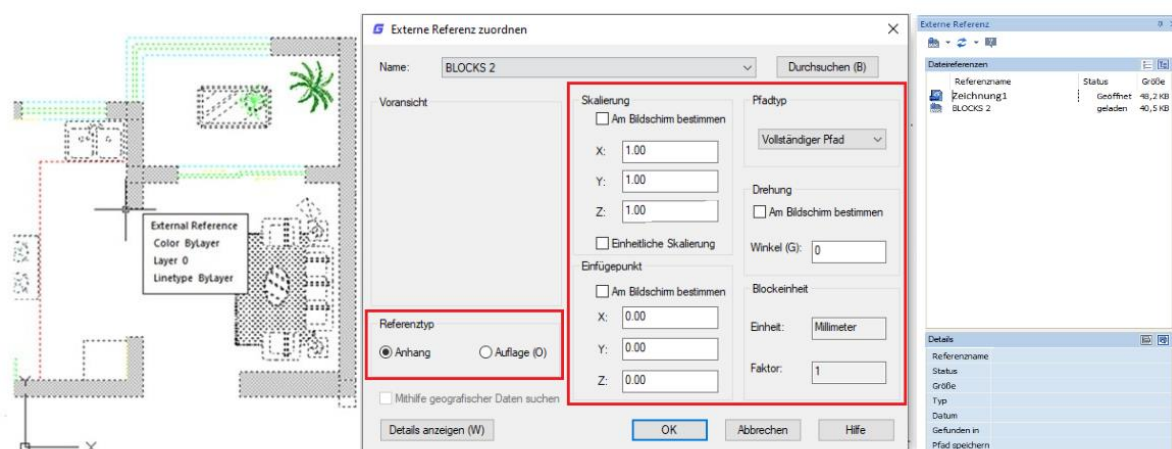 External Reference
Color ByLayer
Layer 0
Linetype ByLayer
Y
X
Externe Referenz zuordnen
Name: BLOCKS 2 Durchsuchen (B)
Voransicht
Referenztyp
Anhang Auflage (O)
Mithilfe geografischer Daten suchen
Details anzeigen (W)
Skalierung
Am Bildschirm bestimmen
X: 1.00
Y: 1.00
Z: 1.00
Einheitliche Skalierung
Einfügepunkt
Am Bildschirm bestimmen
X: 0.00
Y: 0.00
Z: 0.00
Pfadtyp
Vollständiger Pfad
Drehung
Am Bildschirm bestimmen
Winkel (G): 0
Blockeinheit
Einheit: Millimeter
Faktor: 1
OK Abbrechen Hilfe
Externe Referenz
Dateireferenzen
Referenzname Status Größe
Zeichnung1 Geöffnet 48,2 KB
BLOCKS 2 geladen 40,5 KB
Details
Referenzname
Status
Größe
Typ
Datum
Gefunden in
Pfad speichern